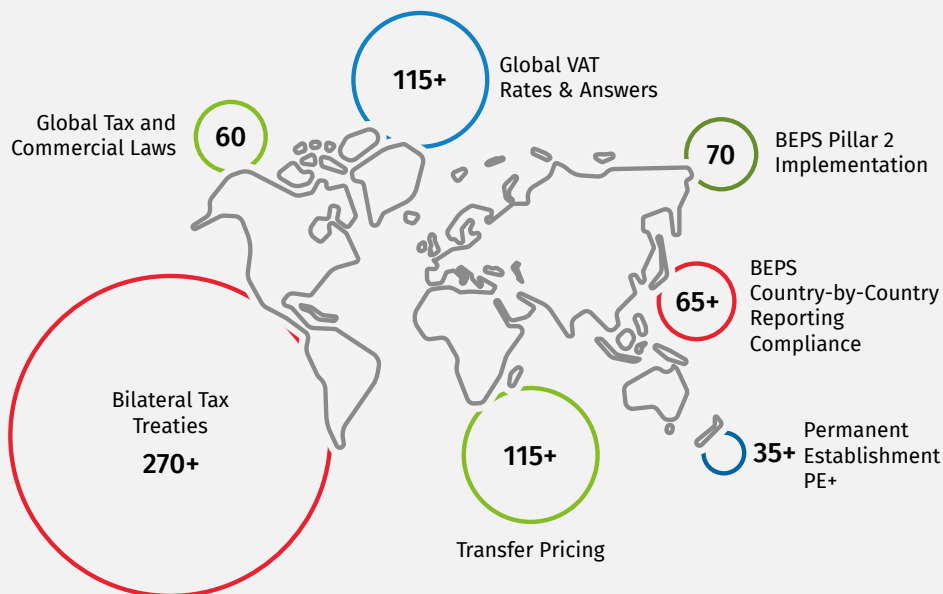 115+
Global VAT
Rates & Answers
Global Tax and
Commercial Laws
60
70
BEPS Pillar 2
Implementation
65+
BEPS
Country-by-Country
Reporting
Compliance
Bilateral Tax
Treaties
270+
115+
Transfer Pricing
35+
Permanent
Establishment
PE+